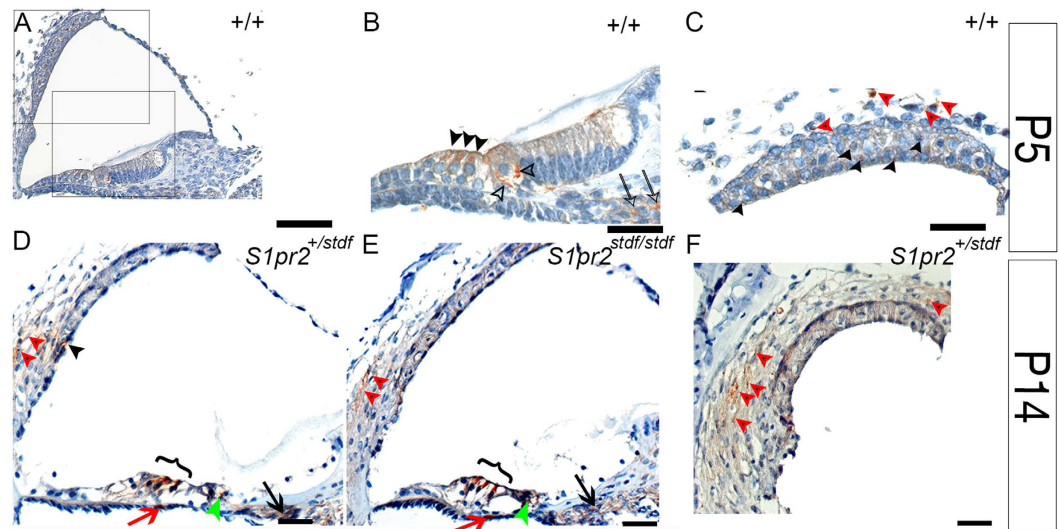 A
+/+
B
+/+
C
+/+
P5
D
S1pr2+/stdf
E
S1pr2stdf/stdf
F
S1pr2+/stdf
P14